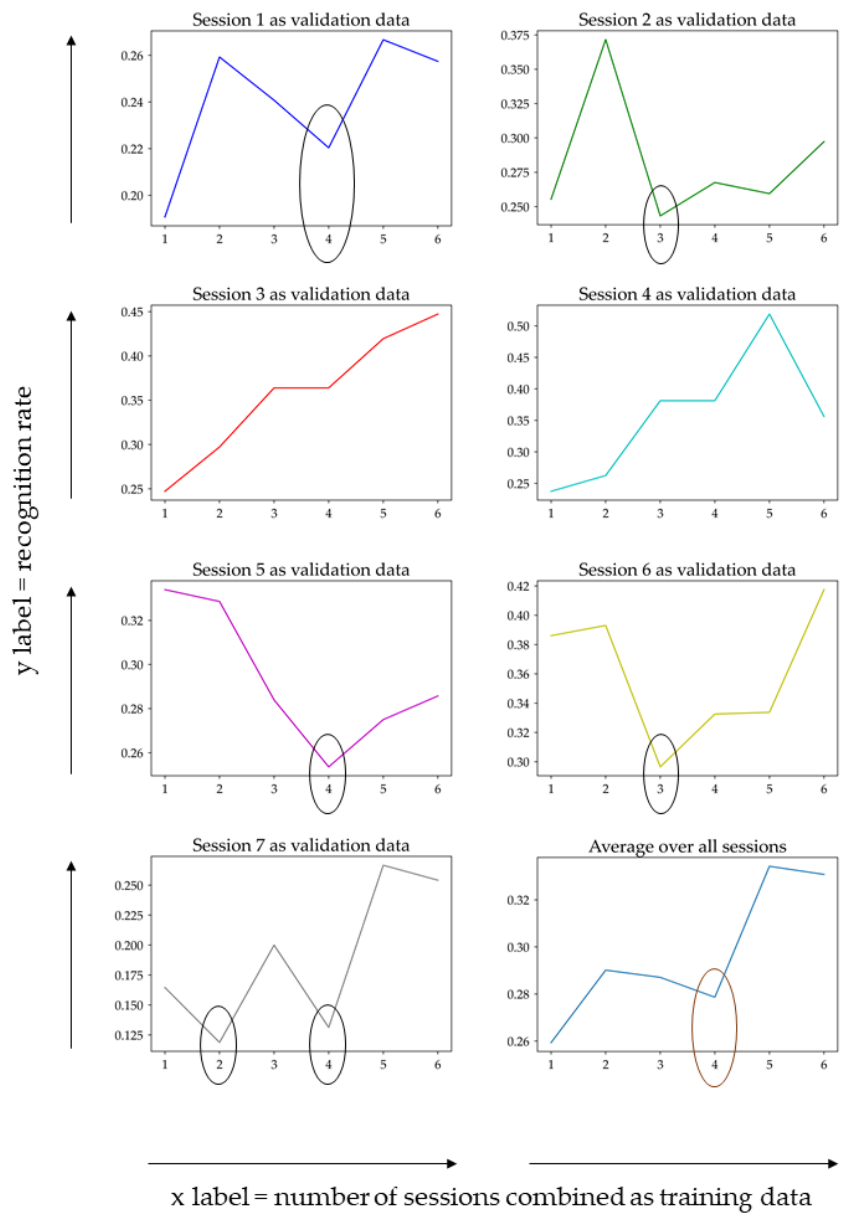 Session 1 as validation data
0.26
0.24
0.22
0.20
1 2 3 4 5 6
Session 2 as validation data
0.375
0.350
0.325
0.300
0.275
0.250
1 2 3 4 5 6
Session 3 as validation data
0.45
0.40
0.35
0.30
0.25
1 2 3 4 5 6
Session 4 as validation data
0.50
0.45
0.40
0.35
0.30
0.25
1 2 3 4 5 6
y label = recognition rate
Session 5 as validation data
0.32
0.30
0.28
0.26
1 2 3 4 5 6
Session 6 as validation data
0.42
0.40
0.38
0.36
0.34
0.32
0.30
1 2 3 4 5 6
Session 7 as validation data
0.250
0.225
0.200
0.175
0.150
0.125
1 2 3 4 5 6
Average over all sessions
0.32
0.30
0.28
0.26
1 2 3 4 5 6
x label = number of sessions combined as training data